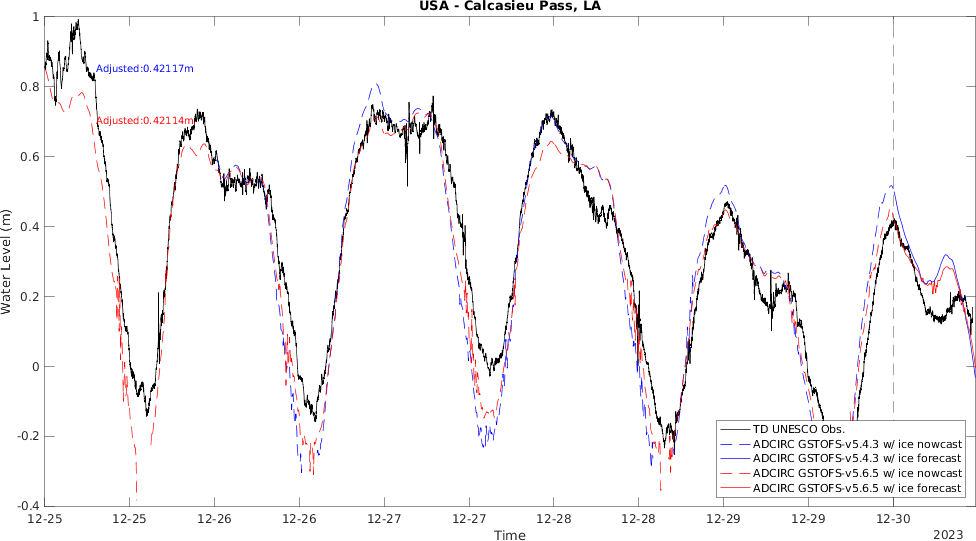 USA - Calcasieu Pass, LA
1
0.8
0.6
0.4
0.2
0
-0.2
-0.4
Water Level (m)
Adjusted:0.42117m
Adjusted:0.42114m
TD UNESCO Obs.
ADCIRC GSTOFS-v5.4.3 w/ ice nowcast
ADCIRC GSTOFS-v5.4.3 w/ ice forecast
ADCIRC GSTOFS-v5.6.5 w/ ice nowcast
ADCIRC GSTOFS-v5.6.5 w/ ice forecast
12-25 12-25 12-26 12-26 12-27 12-27 12-28 12-28 12-29 12-29 12-30
Time
2023